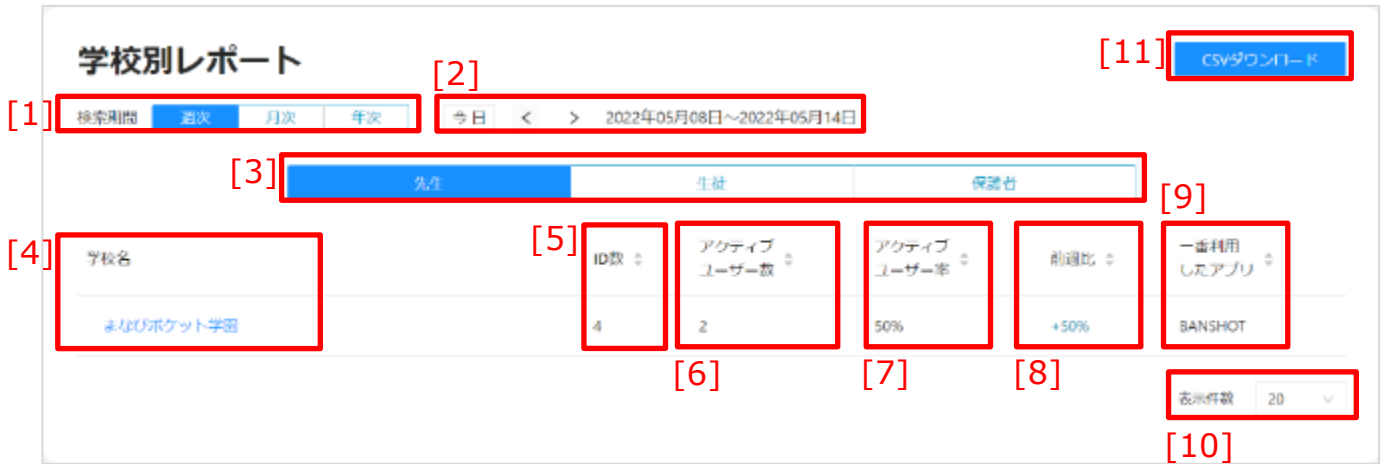 学校別レポート
[11] CSVダウンロード
[2]
[1] 検索期間 週次 月次 年次 今日 < > 2022年05月08日～2022年05月14日
[3] 先生 生徒 保護者
[9]
[4] 学校名 [5] ID数 アクティブ アクティブ 前週比 一番利用
ユーザー数 ユーザー率 したアプリ
まなびポケット学園 4 2 50% +50% BANSHOT
[6] [7] [8]
表示件数 20
[10]